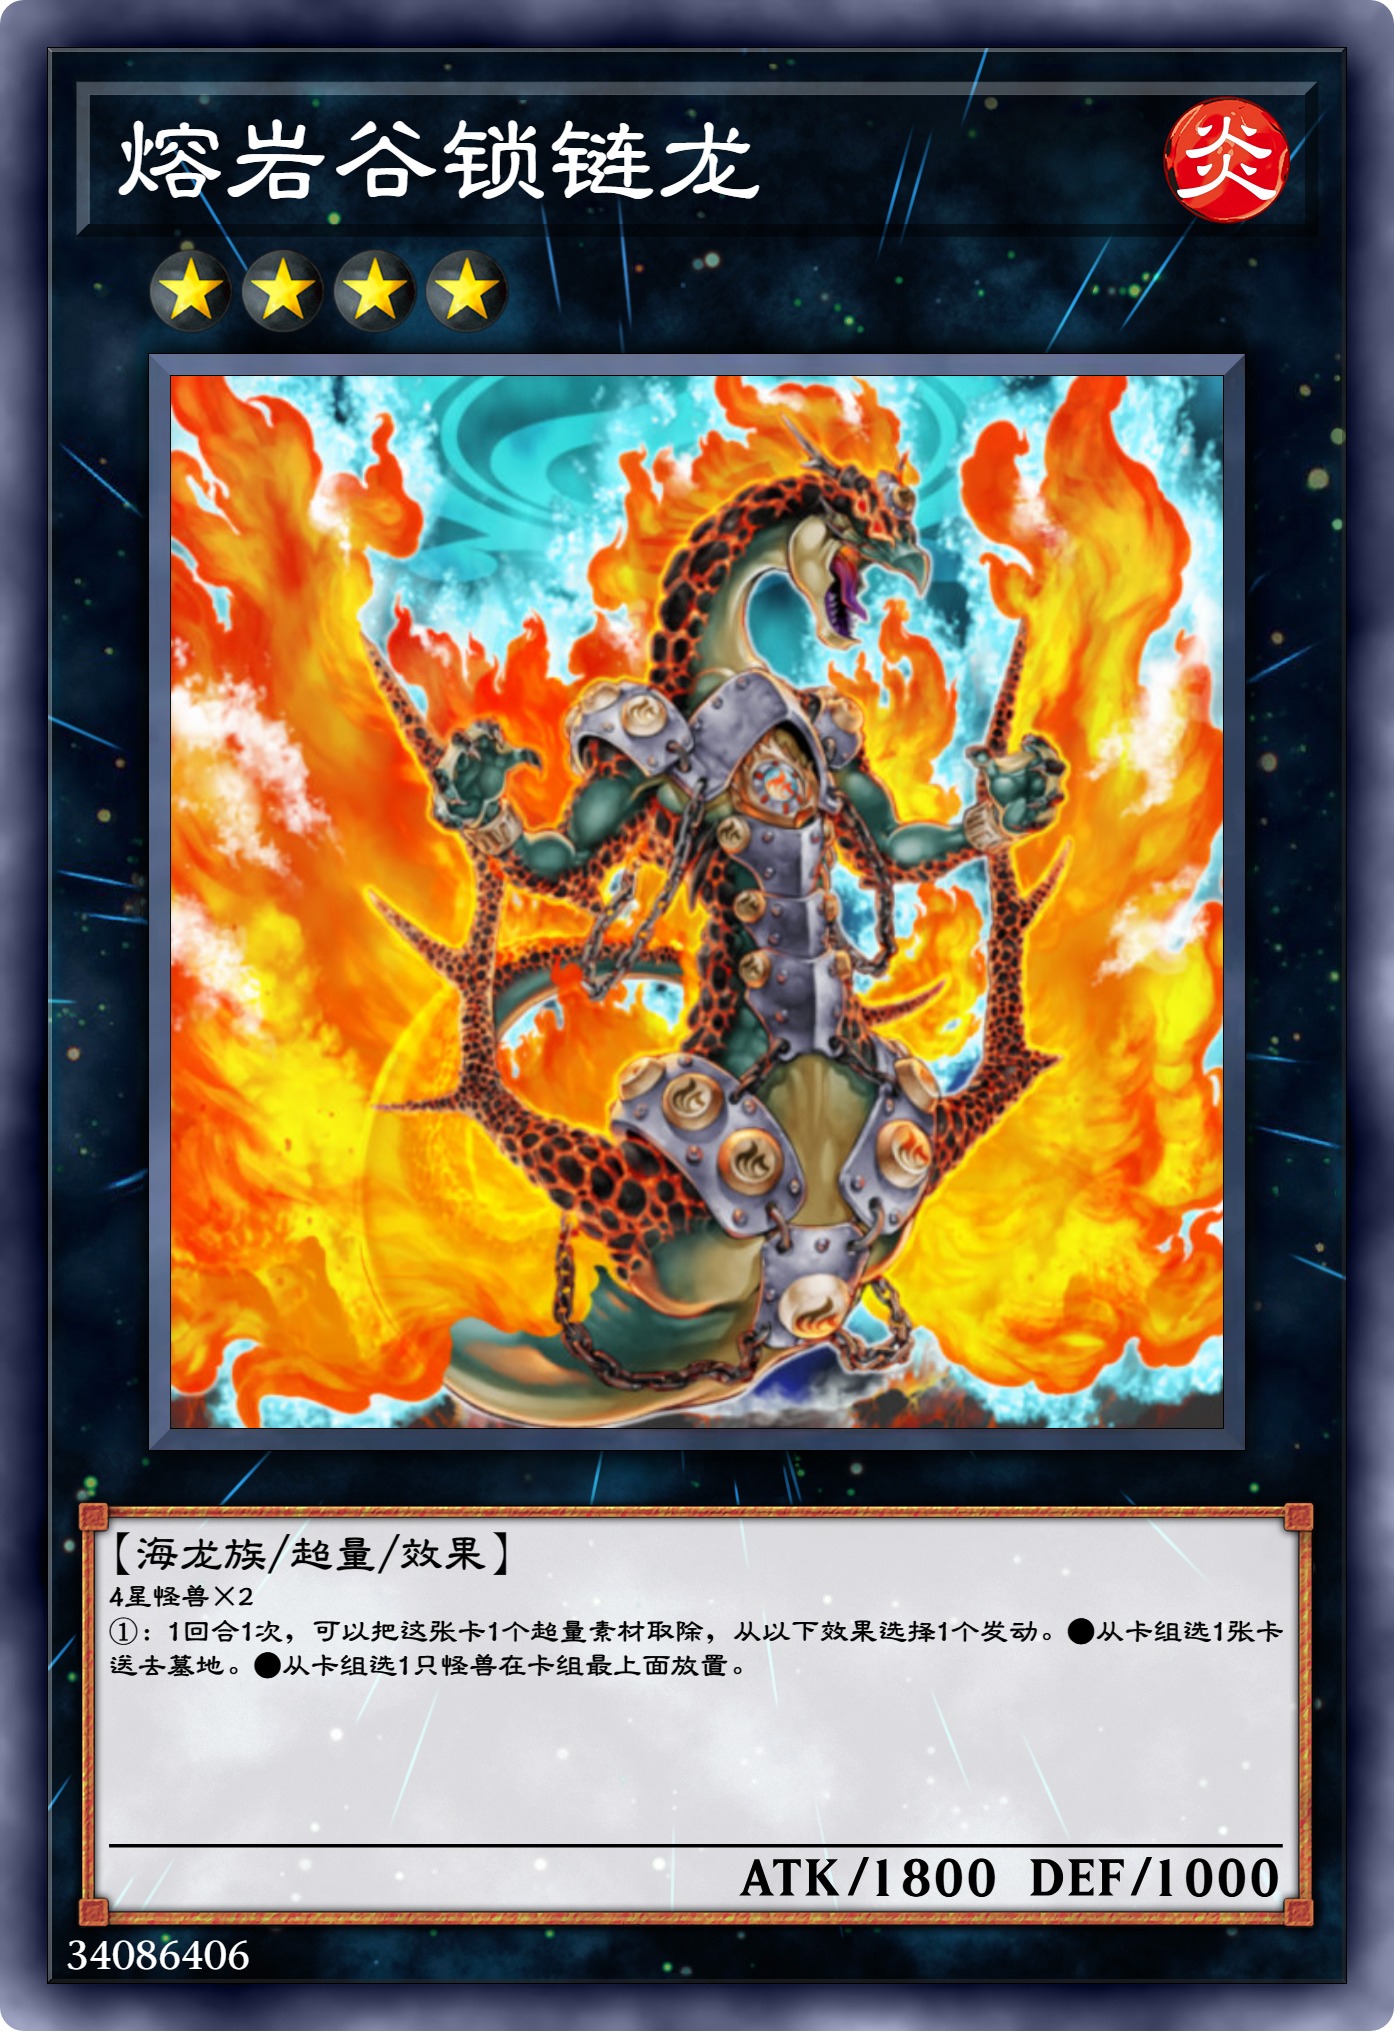 熔岩谷锁链龙
炎
【海龙族/超量/效果】
4星怪兽×2
①：1回合1次，可以把这张卡1个超量素材取除，从以下效果选择1个发动。●从卡组选1张卡
送去墓地。●从卡组选1只怪兽在卡组最上面放置。
ATK/1800 DEF/1000
34086406